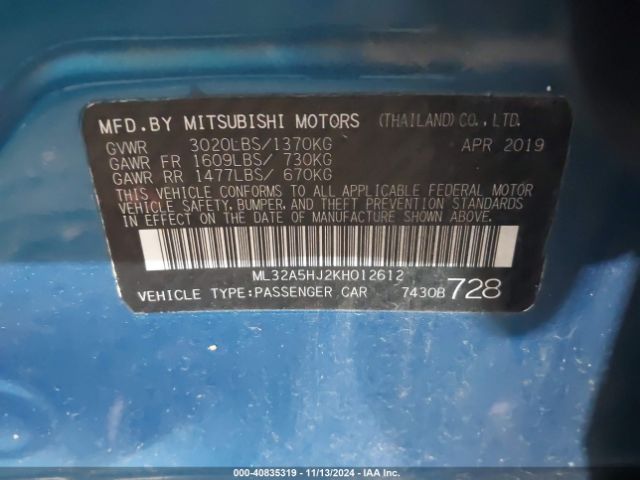 MFD.BY MITSUBISHI MOTORS (THAILAND)CO., LTD.
GVWR 3020LBS/1370KG APR 2019
GAWR FR 1609LBS/ 730KG
GAWR RR 1477LBS/ 670KG
THIS VEHICLE CONFORMS TO ALL APPLICABLE FEDERAL MOTOR
VEHICLE SAFETY, BUMPER, AND THEFT PREVENTION STANDARDS
IN EFFECT ON THE DATE OF MANUFACTURE SHOWN ABOVE.
ML32A5HJ2KH012612
VEHICLE TYPE:PASSENGER CAR 74308 728
000-40835319 - 11/13/2024 - IAA Inc.